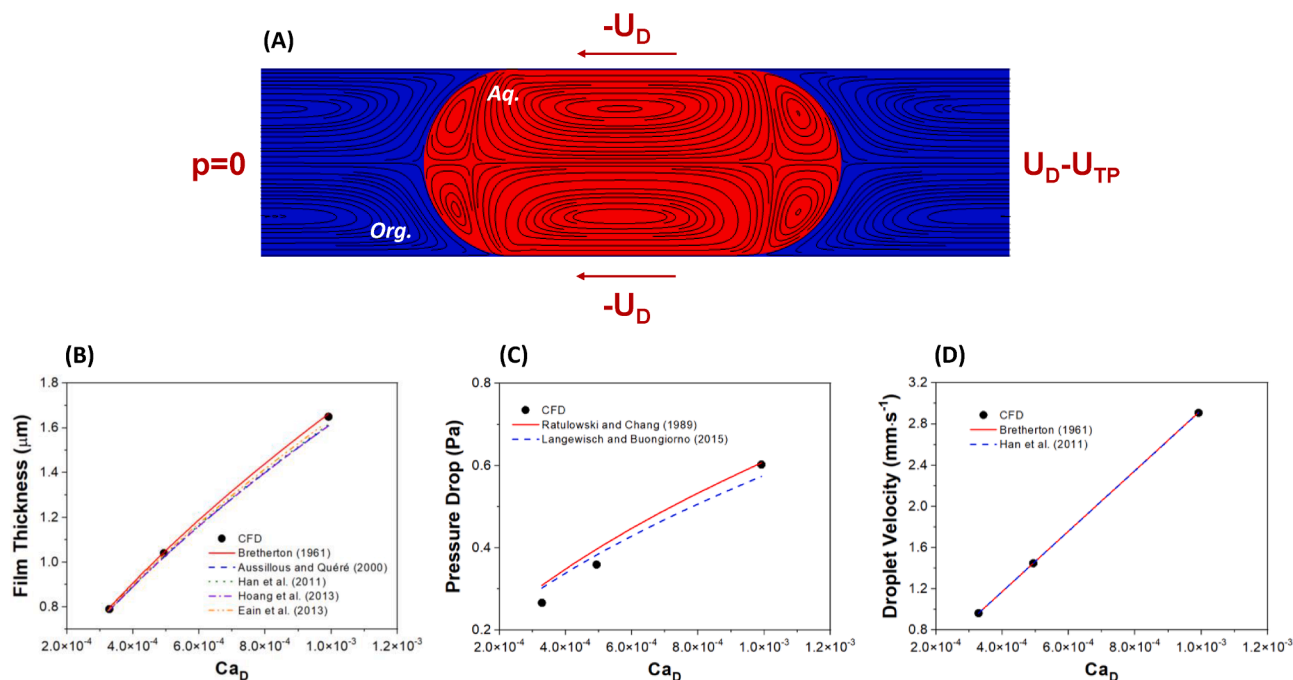 (A)
-U_D
Aq.
p=0
U_D-U_TP
Org.
-U_D
(B)
Film Thickness (μm)
1.8
1.6
1.4
1.2
1.0
0.8
CFD
Bretherton (1961)
Aussillous and Quéré (2000)
Han et al. (2011)
Hoang et al. (2013)
Eain et al. (2013)
2.0×10⁻⁴ 4.0×10⁻⁴ 6.0×10⁻⁴ 8.0×10⁻⁴ 1.0×10⁻³ 1.2×10⁻³
Ca_D
(C)
Pressure Drop (Pa)
0.8
0.6
0.4
0.2
CFD
Ratulowski and Chang (1989)
Langewisch and Buongiorno (2015)
2.0×10⁻⁴ 4.0×10⁻⁴ 6.0×10⁻⁴ 8.0×10⁻⁴ 1.0×10⁻³ 1.2×10⁻³
Ca_D
(D)
Droplet Velocity (mm·s⁻¹)
3.2
2.8
2.4
2.0
1.6
1.2
0.8
CFD
Bretherton (1961)
Han et al. (2011)
2.0×10⁻⁴ 4.0×10⁻⁴ 6.0×10⁻⁴ 8.0×10⁻⁴ 1.0×10⁻³ 1.2×10⁻³
Ca_D